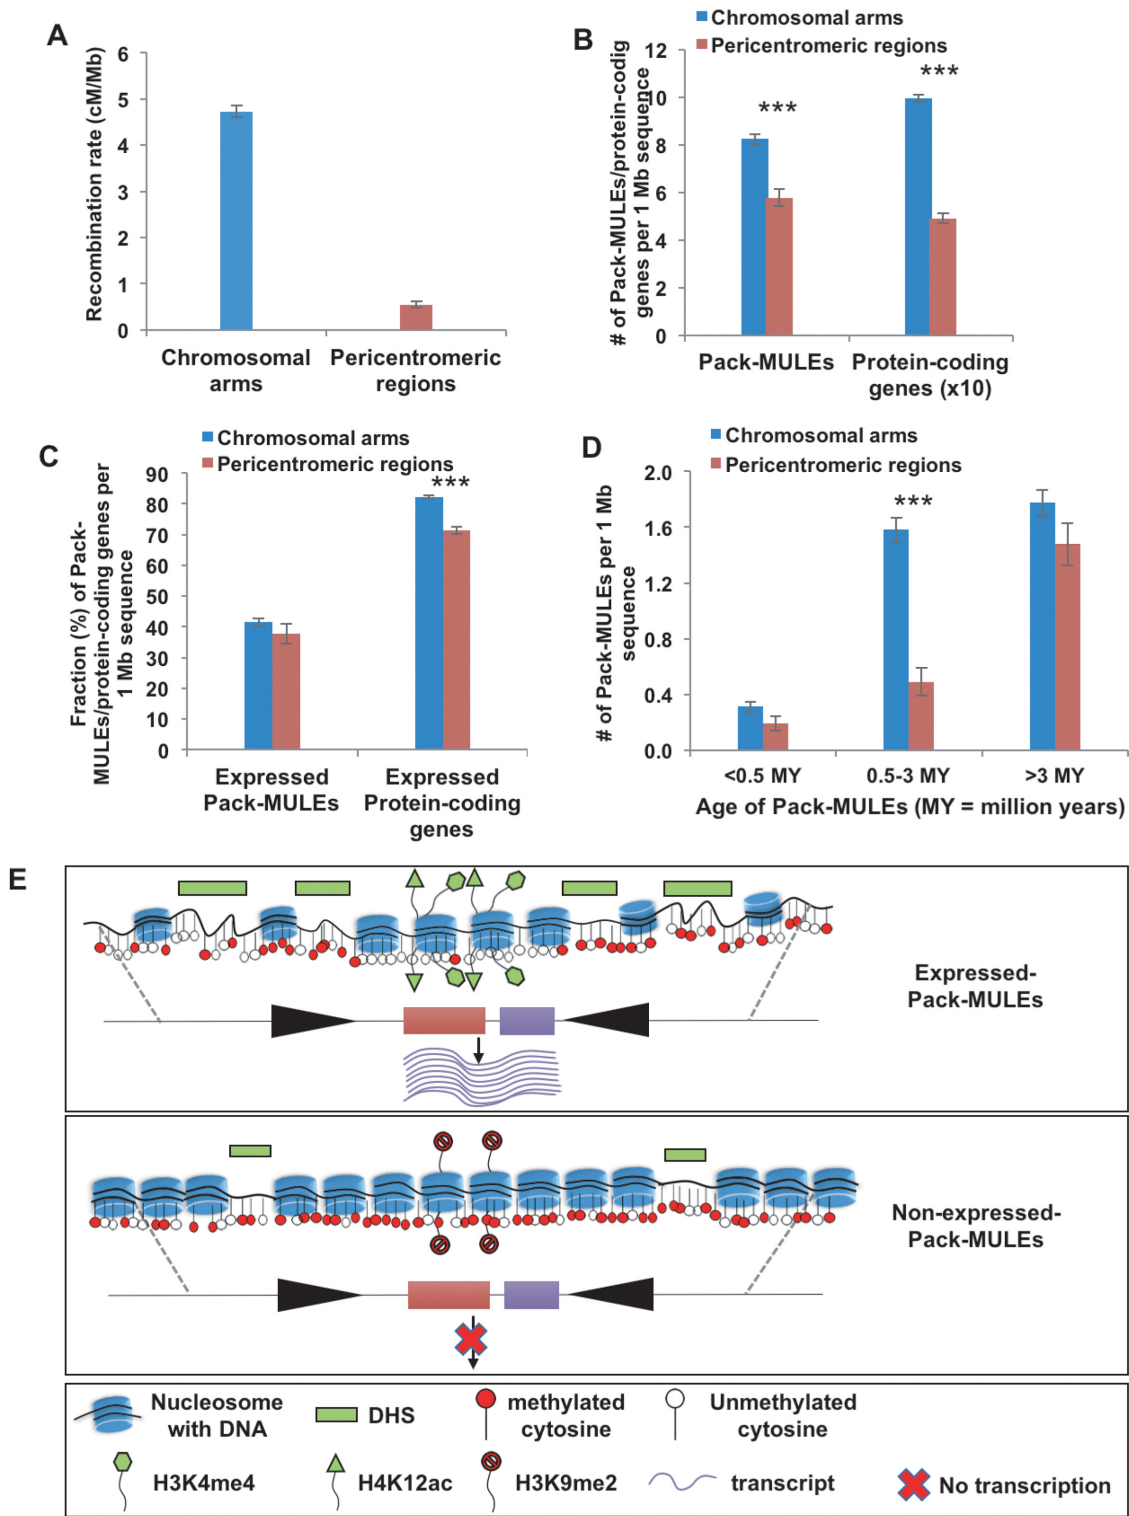 A
Recombination rate (cM/Mb)
6
5
4
3
2
1
0
Chromosomal
arms
Pericentromeric
regions
B
Chromosomal arms
Pericentromeric regions
# of Pack-MULEs/protein-codig
genes per 1 Mb sequence
12
10
8
6
4
2
0
***
***
Pack-MULEs
Protein-coding
genes (x10)
C
Chromosomal arms
Pericentromeric regions
Fraction (%) of Pack-
MULEs/protein-coding genes per
1 Mb sequence
90
80
70
60
50
40
30
20
10
0
***
Expressed
Pack-MULEs
Expressed
Protein-coding
genes
D
Chromosomal arms
Pericentromeric regions
# of Pack-MULEs per 1 Mb
sequence
2.0
1.6
1.2
0.8
0.4
0.0
***
<0.5 MY
0.5-3 MY
>3 MY
Age of Pack-MULEs (MY = million years)
E
Expressed-
Pack-MULEs
Non-expressed-
Pack-MULEs
Nucleosome
with DNA
DHS
methylated
cytosine
Unmethylated
cytosine
H3K4me4
H4K12ac
H3K9me2
transcript
No transcription